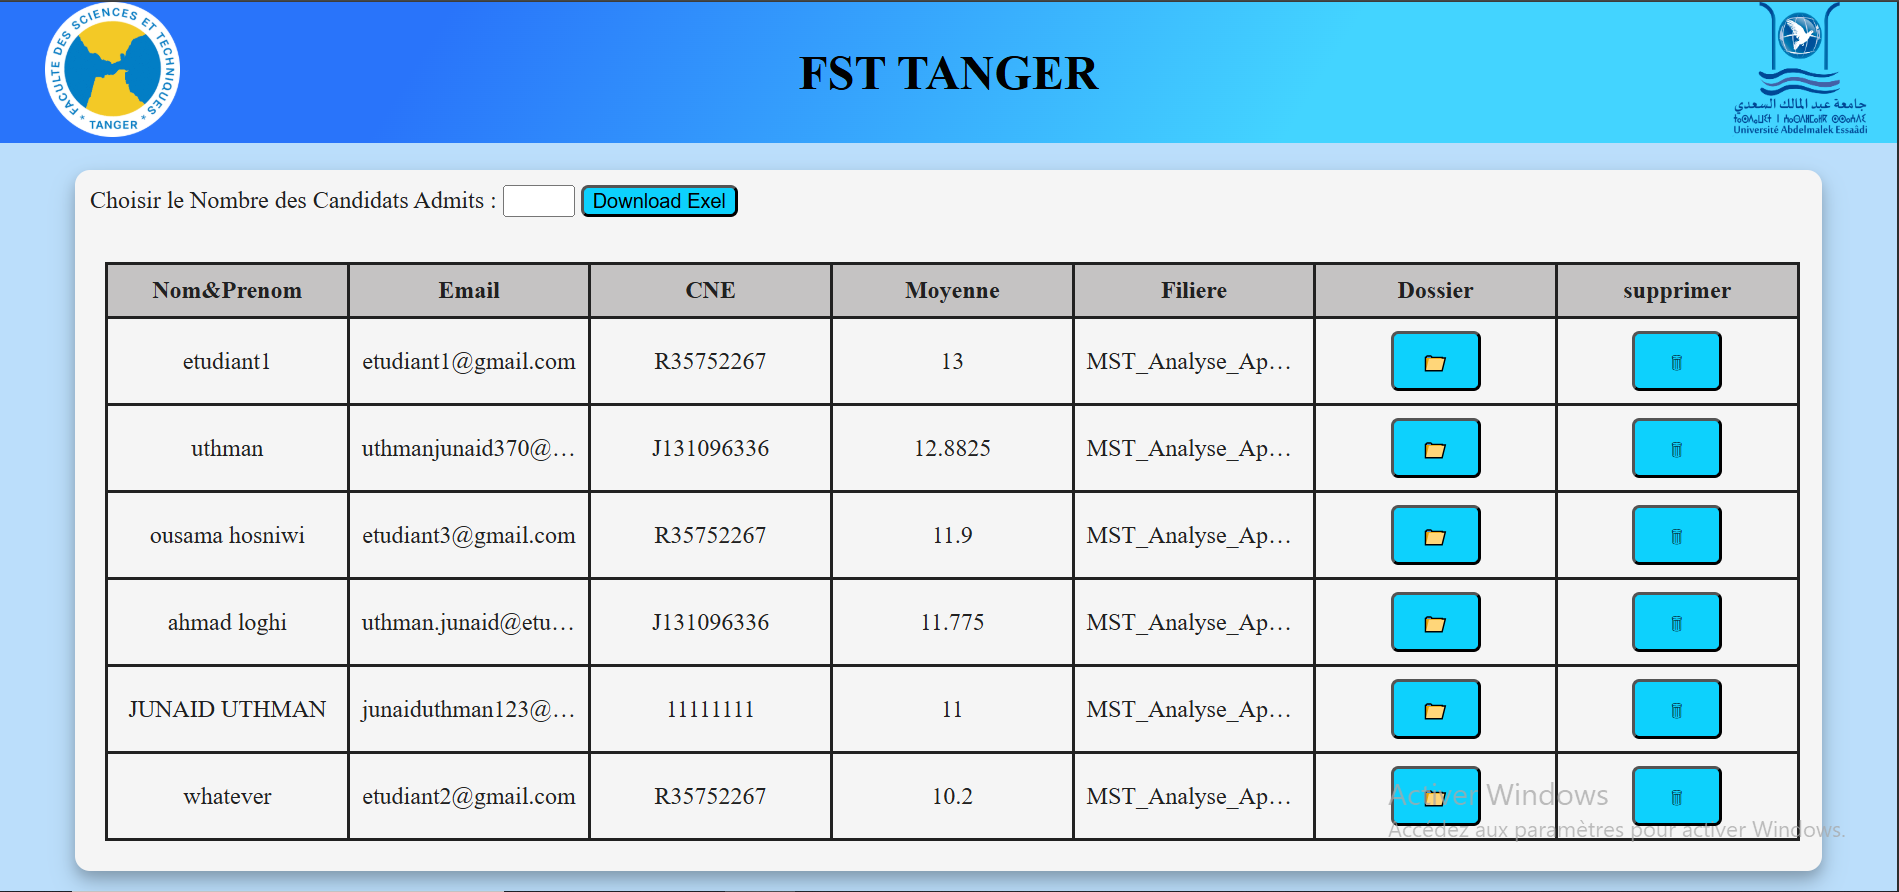 FACULTE DES SCIENCES ET TECHNIQUES
* TANGER *
FST TANGER
جامعة عبد المالك السعدي
Université Abdelmalek Essaâdi
Choisir le Nombre des Candidats Admits : Download Exel
Nom&Prenom Email CNE Moyenne Filiere Dossier supprimer
etudiant1 etudiant1@gmail.com R35752267 13 MST_Analyse_Ap…
uthman uthmanjunaid370@… J131096336 12.8825 MST_Analyse_Ap…
ousama hosniwi etudiant3@gmail.com R35752267 11.9 MST_Analyse_Ap…
ahmad loghi uthman.junaid@etu… J131096336 11.775 MST_Analyse_Ap…
JUNAID UTHMAN junaiduthman123@… 11111111 11 MST_Analyse_Ap…
whatever etudiant2@gmail.com R35752267 10.2 MST_Analyse_Ap…
Activer Windows
Accédez aux paramètres pour activer Windows.